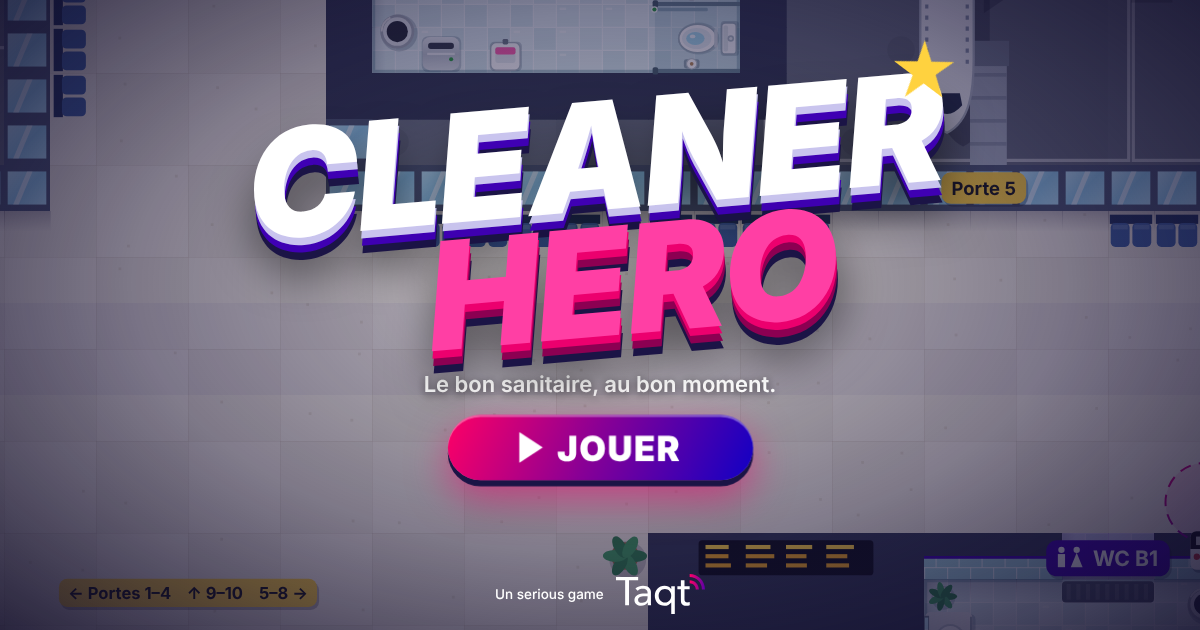 CLEANER
HERO
Porte 5
Le bon sanitaire, au bon moment.
JOUER
WC B1
← Portes 1–4 ↑ 9–10 5–8 →
Un serious game Taqt